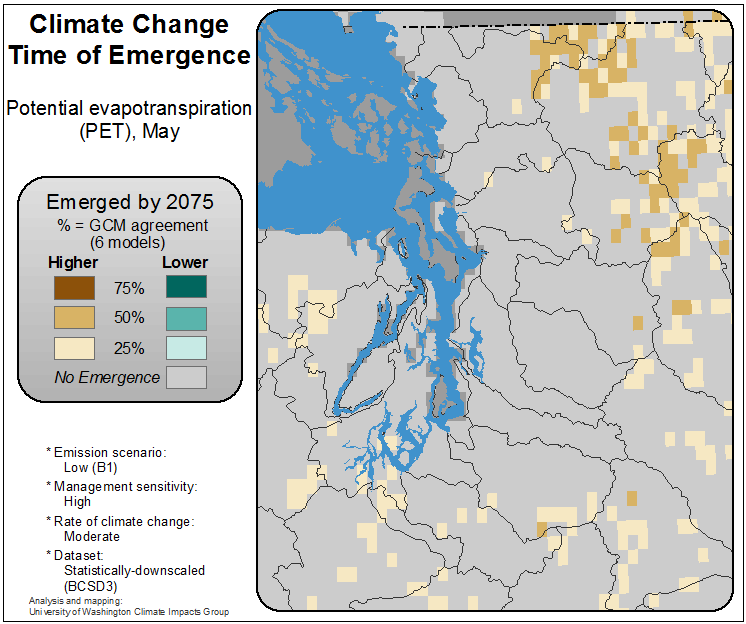 Climate Change
Time of Emergence
Potential evapotranspiration
(PET), May
Emerged by 2075
% = GCM agreement
(6 models)
Higher Lower
75%
50%
25%
No Emergence
* Emission scenario:
Low (B1)
* Management sensitivity:
High
* Rate of climate change:
Moderate
* Dataset:
Statistically-downscaled
(BCSD3)
Analysis and mapping:
University of Washington Climate Impacts Group